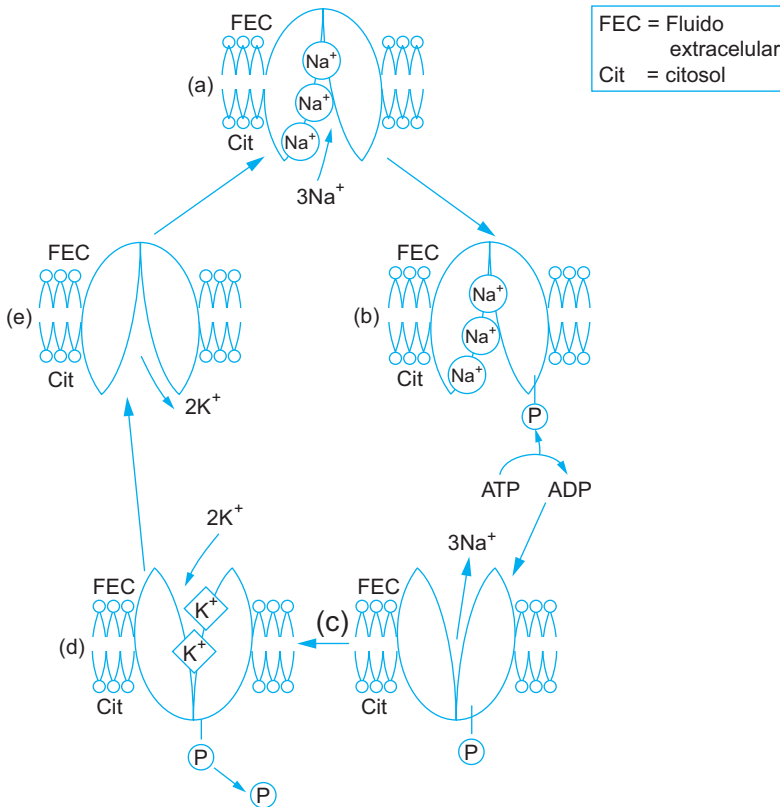 FEC
FEC = Fluido
extracelular
Cit = citosol
(a)
Na⁺
Na⁺
Na⁺
Cit
3Na⁺
FEC
(e)
Cit
2K⁺
FEC
(b)
Na⁺
Na⁺
Na⁺
Cit
P
ATP
ADP
2K⁺
FEC
K⁺
K⁺
(d)
Cit
P
P
(c)
3Na⁺
FEC
Cit
P